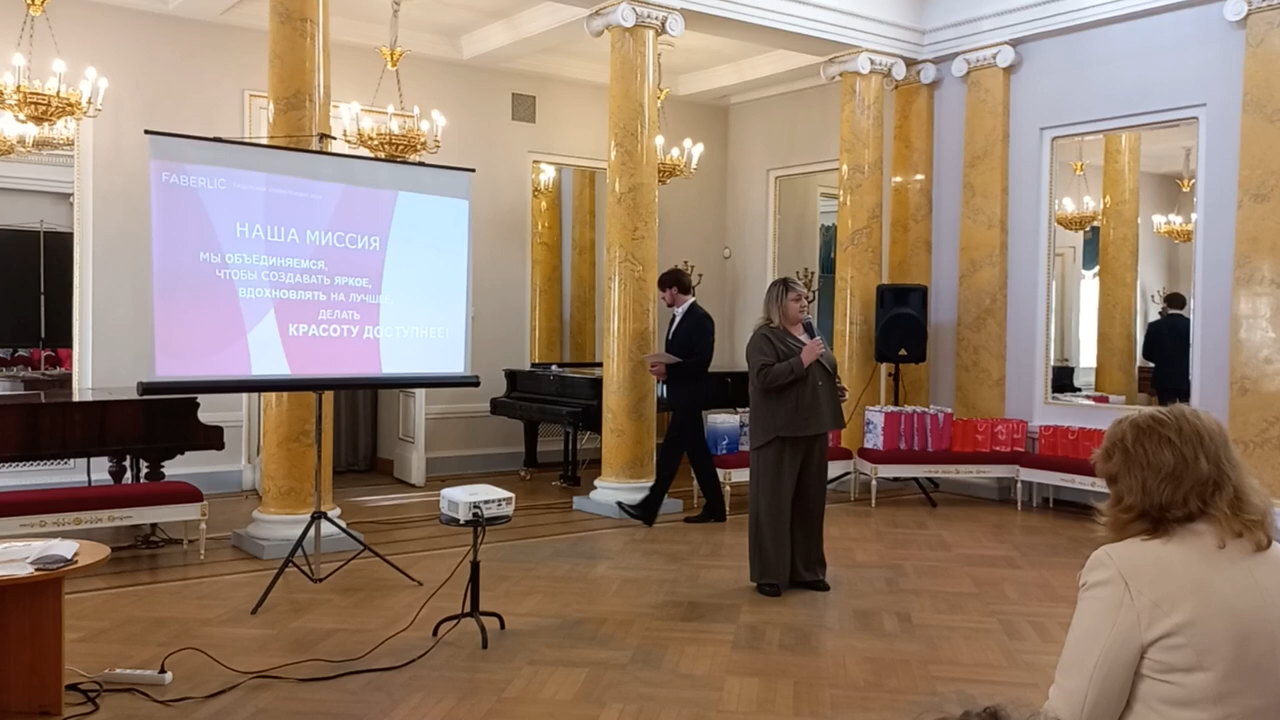 FABERLIC
НАША МИССИЯ
МЫ ОБЪЕДИНЯЕМСЯ,
ЧТОБЫ СОЗДАВАТЬ ЯРКОЕ,
ВДОХНОВЛЯТЬ НА ЛУЧШЕЕ,
ДЕЛАТЬ
КРАСОТУ ДОСТУПНЕЕ!